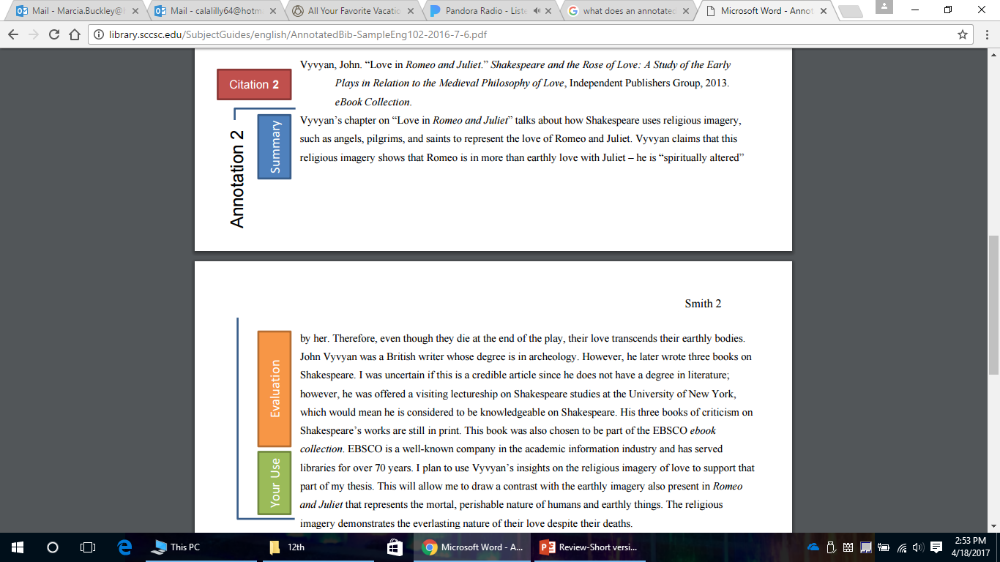 Mail - Marcia.Buckley@
Mail - calalilly64@hotm
All Your Favorite Vacatio
Pandora Radio - Liste
what does an annotated
Microsoft Word - Annot
library.sccsc.edu/SubjectGuides/english/AnnotatedBib-SampleEng102-2016-7-6.pdf
Vyvyan, John. “Love in Romeo and Juliet.” Shakespeare and the Rose of Love: A Study of the Early
Citation 2
Plays in Relation to the Medieval Philosophy of Love, Independent Publishers Group, 2013.
eBook Collection.
Annotation 2
Summary
Vyvyan’s chapter on “Love in Romeo and Juliet” talks about how Shakespeare uses religious imagery,
such as angels, pilgrims, and saints to represent the love of Romeo and Juliet. Vyvyan claims that this
religious imagery shows that Romeo is in more than earthly love with Juliet – he is “spiritually altered”
Smith 2
Evaluation
by her. Therefore, even though they die at the end of the play, their love transcends their earthly bodies.
John Vyvyan was a British writer whose degree is in archeology. However, he later wrote three books on
Shakespeare. I was uncertain if this is a credible article since he does not have a degree in literature;
however, he was offered a visiting lectureship on Shakespeare studies at the University of New York,
which would mean he is considered to be knowledgeable on Shakespeare. His three books of criticism on
Shakespeare’s works are still in print. This book was also chosen to be part of the EBSCO ebook
collection. EBSCO is a well-known company in the academic information industry and has served
Your Use
libraries for over 70 years. I plan to use Vyvyan’s insights on the religious imagery of love to support that
part of my thesis. This will allow me to draw a contrast with the earthly imagery also present in Romeo
and Juliet that represents the mortal, perishable nature of humans and earthly things. The religious
imagery demonstrates the everlasting nature of their love despite their deaths.
This PC
12th
Microsoft Word - A...
Review-Short versi...
2:53 PM
4/18/2017